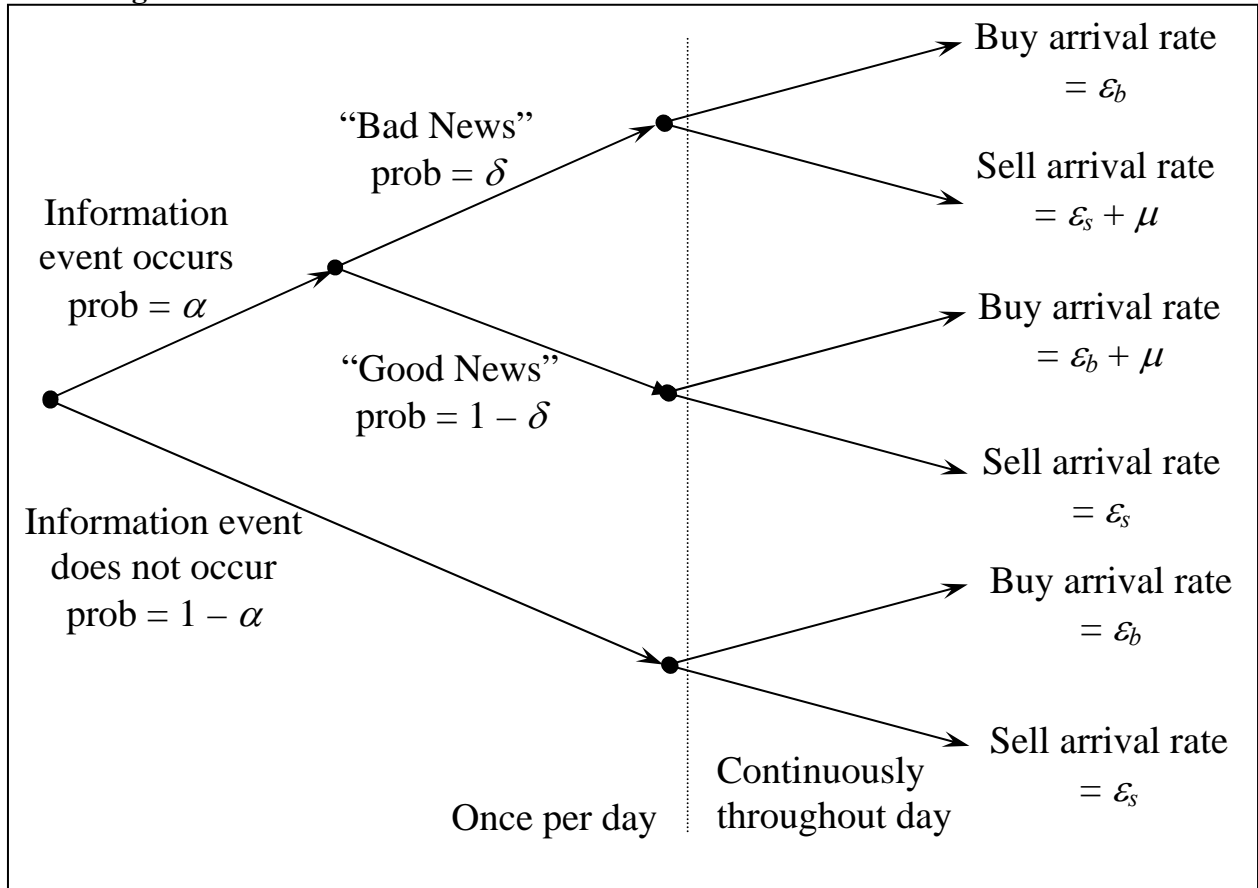 Buy arrival rate
= εb
“Bad News”
prob = δ
Sell arrival rate
= εs + μ
Information
event occurs
prob = α
Buy arrival rate
= εb + μ
“Good News”
prob = 1 – δ
Sell arrival rate
= εs
Information event
does not occur
prob = 1 – α
Buy arrival rate
= εb
Sell arrival rate
= εs
Once per day
Continuously
throughout day